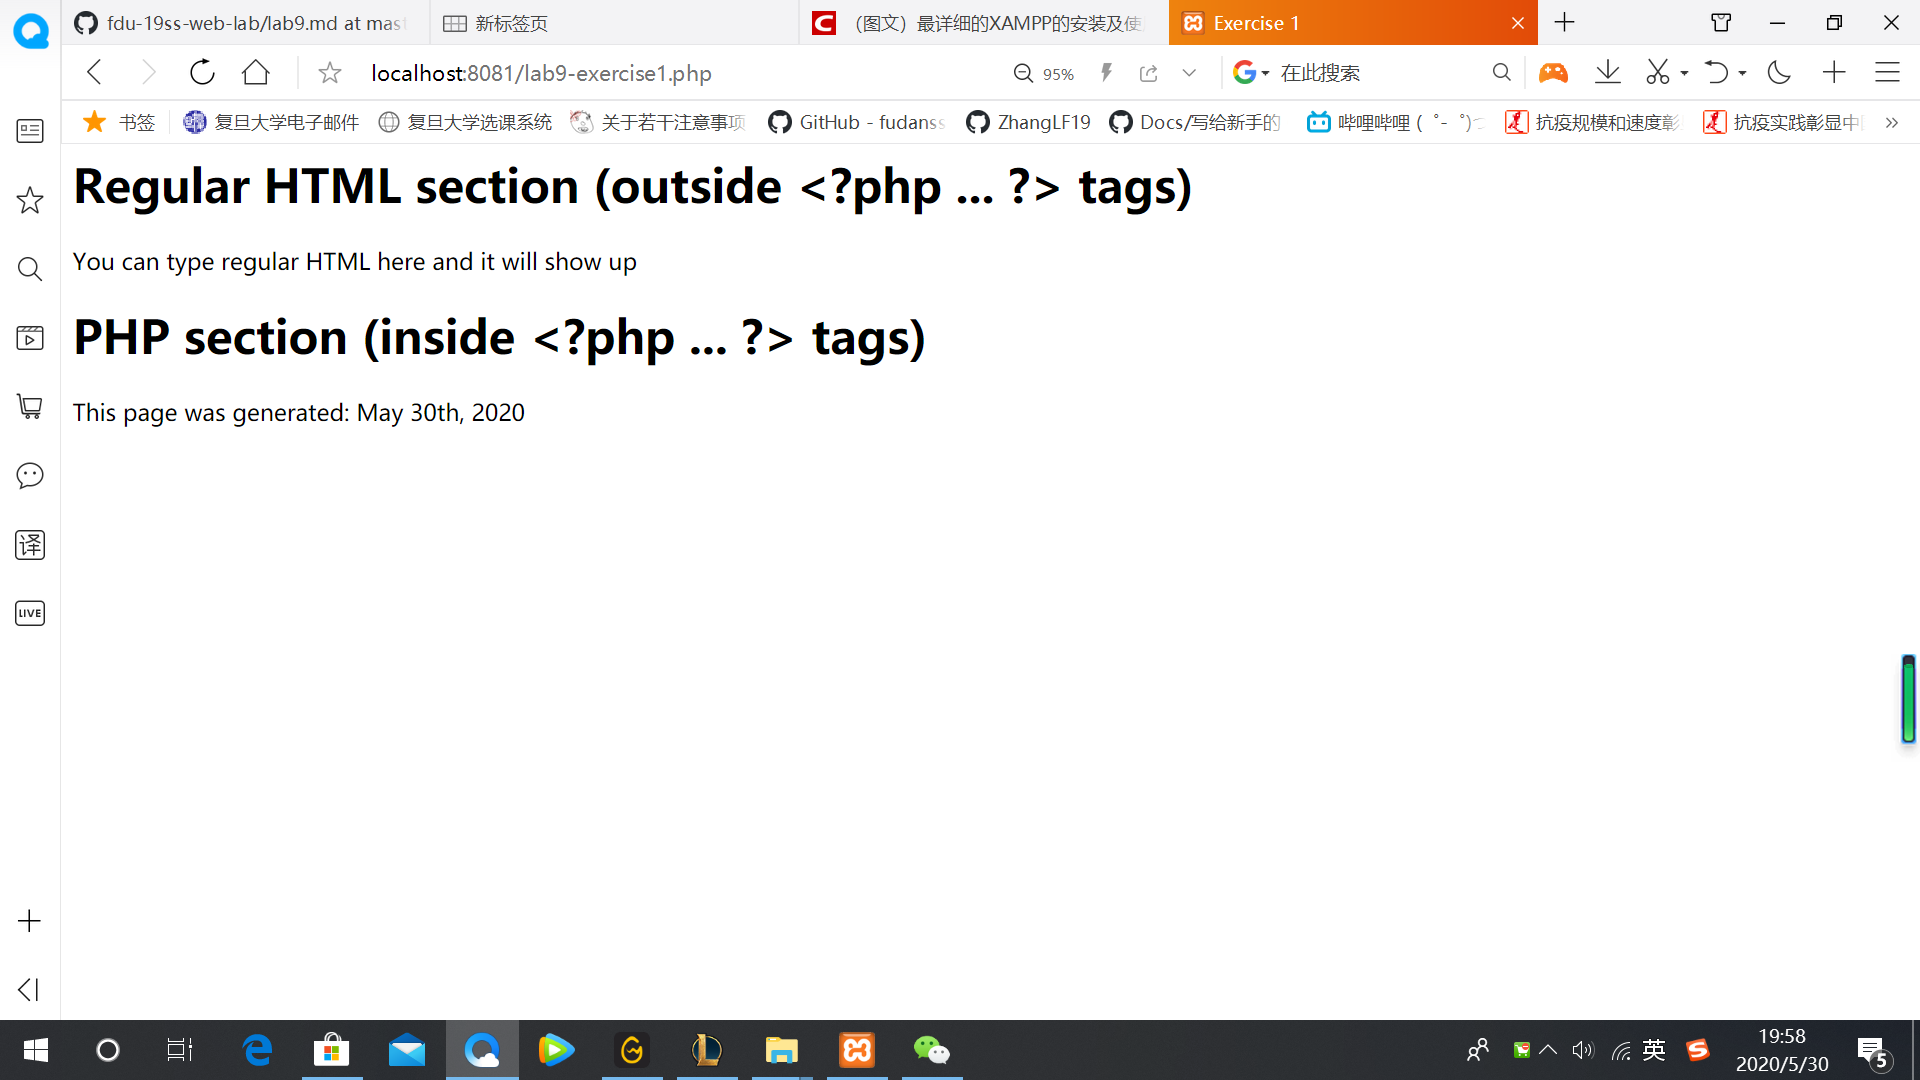 fdu-19ss-web-lab/lab9.md at mast
新标签页
（图文）最详细的XAMPP的安装及使
Exercise 1
localhost:8081/lab9-exercise1.php
95%
在此搜索
书签
复旦大学电子邮件
复旦大学选课系统
关于若干注意事项
GitHub - fudanss
ZhangLF19
Docs/写给新手的
哔哩哔哩 ( ゜- ゜)つ
抗疫规模和速度彰
抗疫实践彰显中国
Regular HTML section (outside <?php ... ?> tags)
You can type regular HTML here and it will show up
PHP section (inside <?php ... ?> tags)
This page was generated: May 30th, 2020
译
LIVE
英
19:58
2020/5/30
5